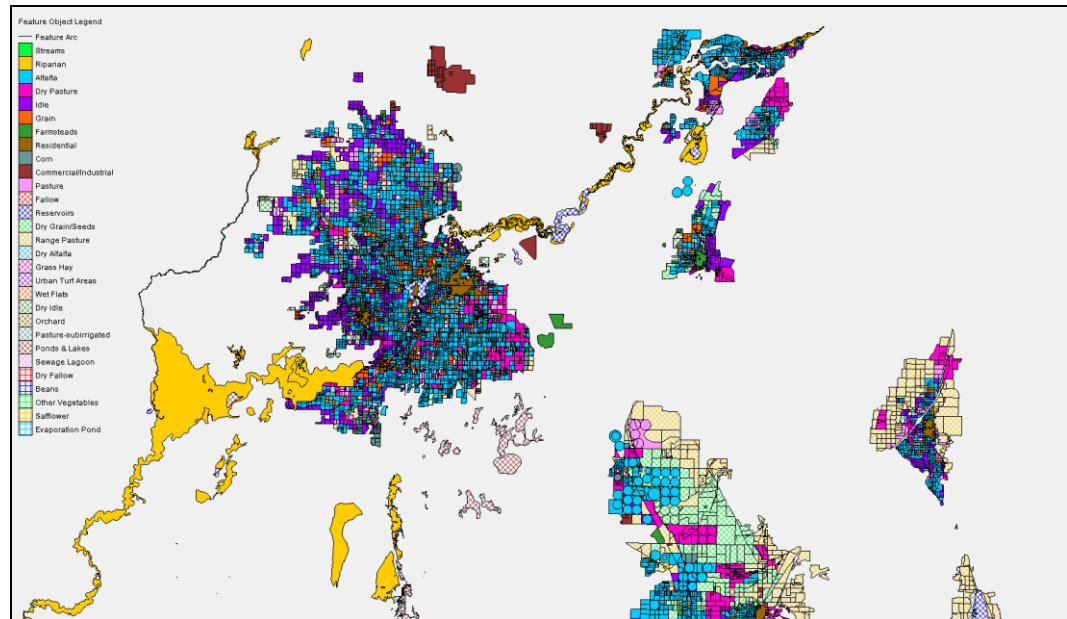 Feature Object Legend
Feature Arc
Streams
Riparian
Alfalfa
Dry Pasture
Idle
Grain
Farmsteads
Residential
Corn
Commercial/Industrial
Pasture
Fallow
Reservoirs
Dry Grain/Seeds
Range Pasture
Dry Alfalfa
Grass Hay
Urban Turf Areas
Wet Flats
Dry Idle
Orchard
Pasture-subirrigated
Ponds & Lakes
Sewage Lagoon
Dry Fallow
Beans
Other Vegetables
Safflower
Evaporation Pond